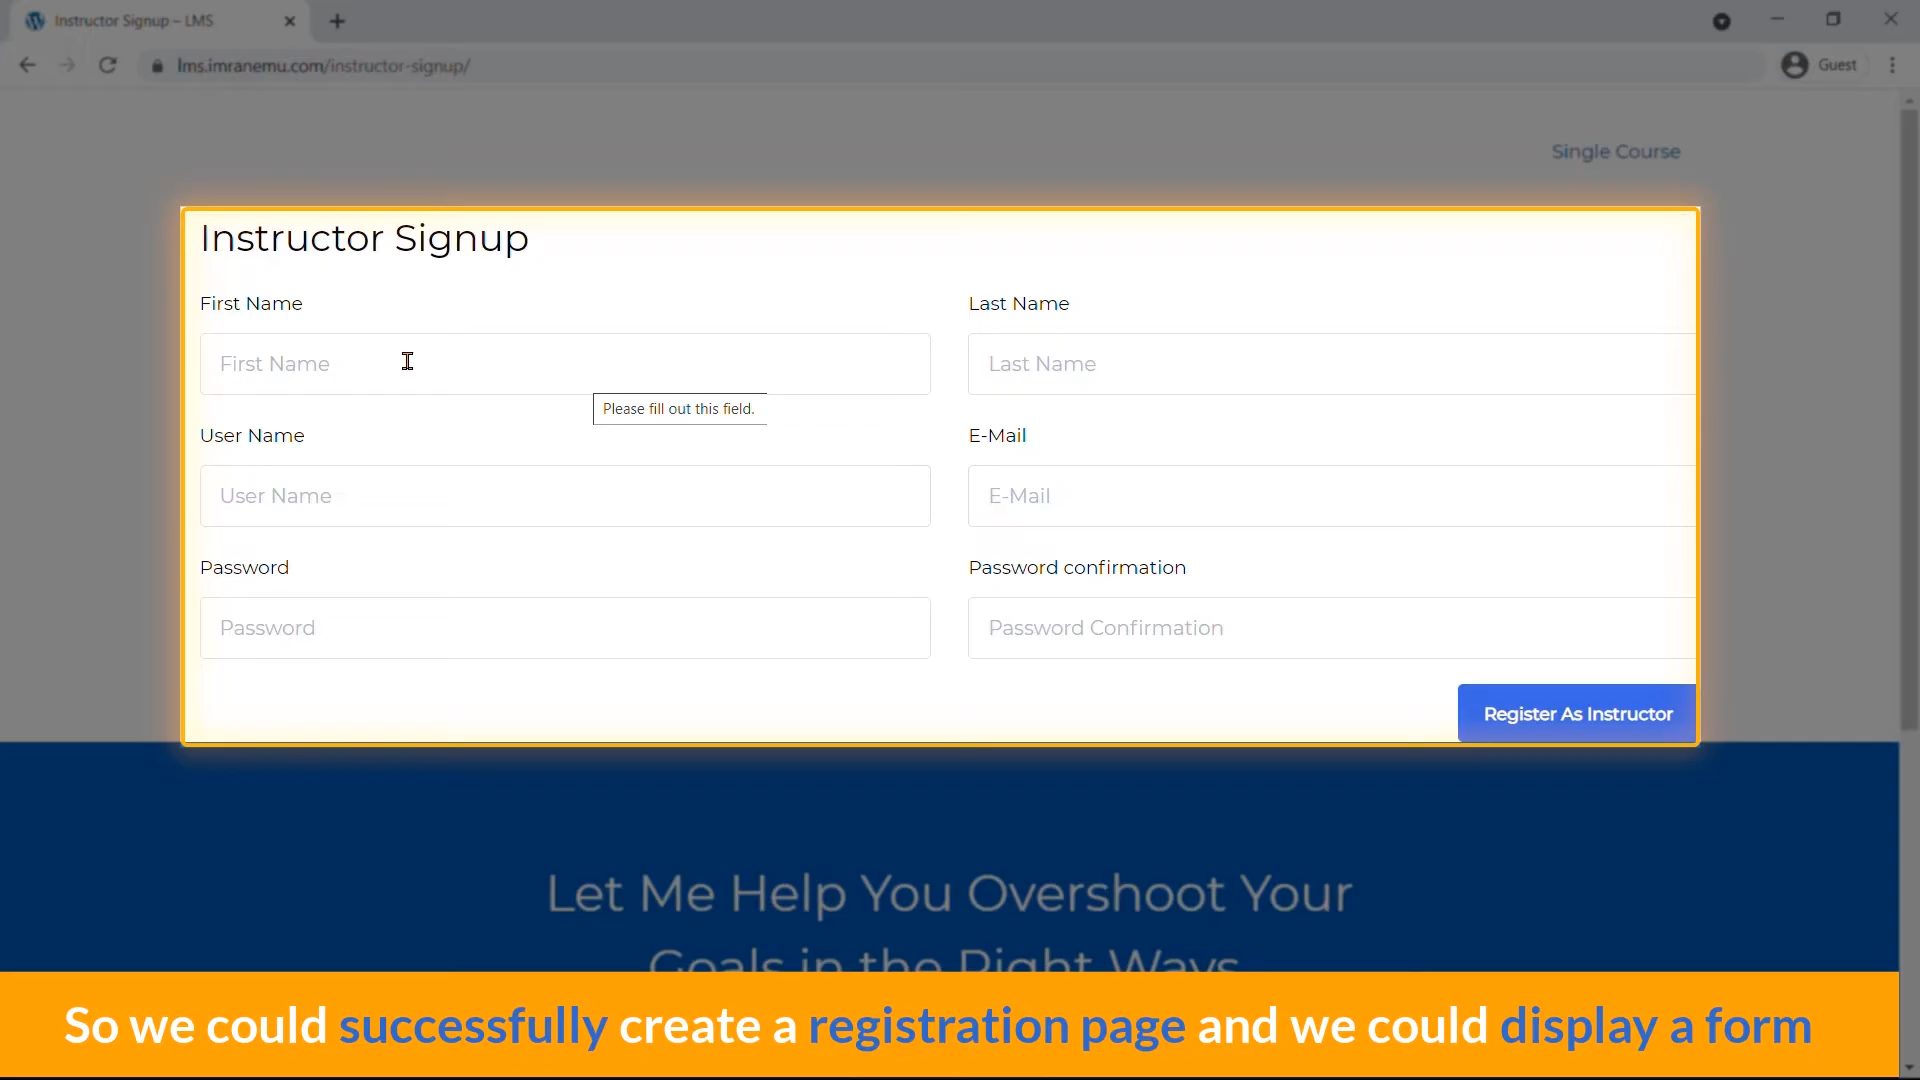 Instructor Signup – LMS
lms.imranemu.com/instructor-signup/
Guest
Single Course
Instructor Signup
First Name
Last Name
First Name
Last Name
Please fill out this field.
User Name
E-Mail
User Name
E-Mail
Password
Password confirmation
Password
Password Confirmation
Register As Instructor
Let Me Help You Overshoot Your
Goals in the Right Ways
So we could successfully create a registration page and we could display a form